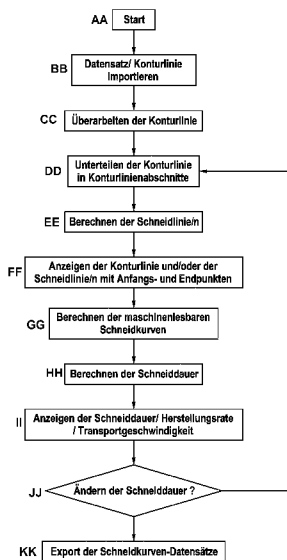 AA Start
BB Datensatz/ Konturlinie
importieren
CC Überarbeiten der Konturlinie
DD Unterteilen der Konturlinie
in Konturlinienabschnitte
EE Berechnen der Schneidlinie/n
FF Anzeigen der Konturlinie und/oder der
Schneidlinie/n mit Anfangs- und Endpunkten
GG Berechnen der maschinenlesbaren
Schneidkurven
HH Berechnen der Schneiddauer
II Anzeigen der Schneiddauer/ Herstellungsrate
/ Transportgeschwindigkeit
JJ Ändern der Schneiddauer ?
KK Export der Schneidkurven-Datensätze